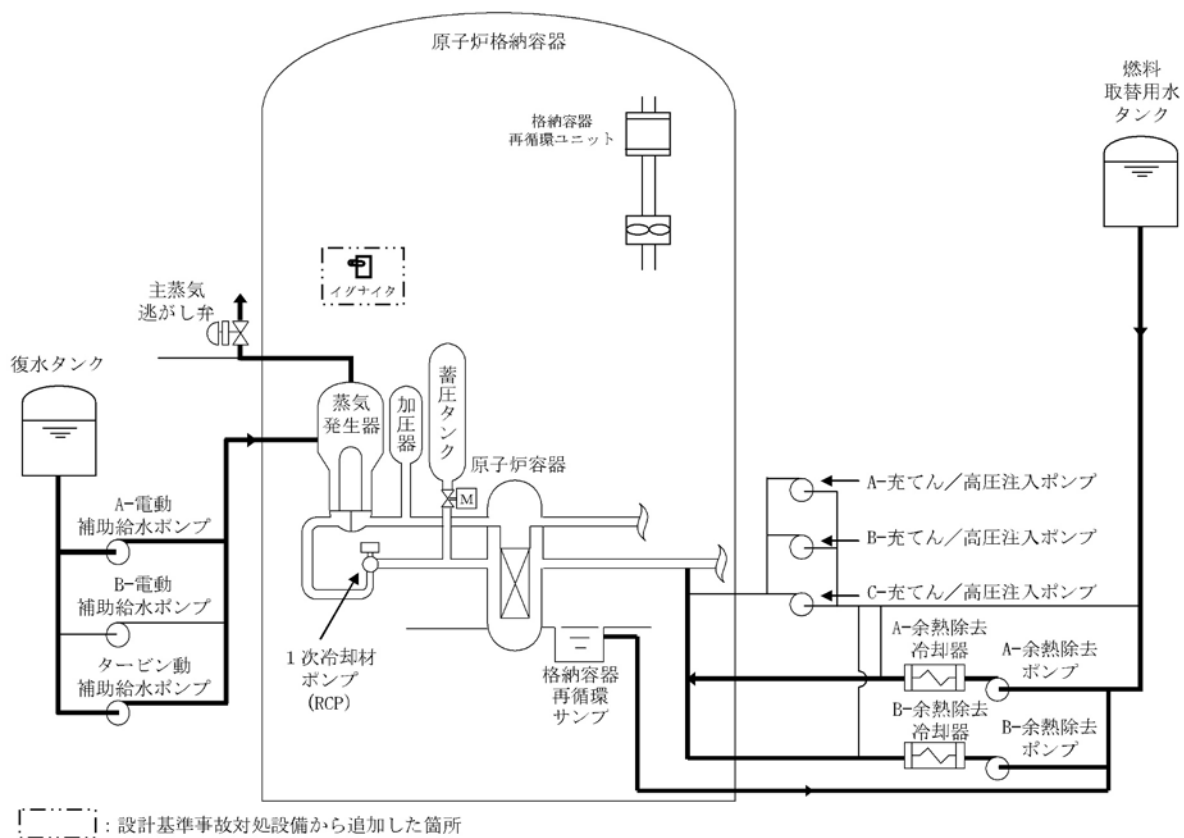 原子炉格納容器
燃料
取替用水
タンク
格納容器
再循環ユニット
イグナイタ
主蒸気
逃がし弁
復水タンク
蒸気
発生器
加圧器
蓄圧タンク
原子炉容器
M
A-電動
補助給水ポンプ
B-電動
補助給水ポンプ
タービン動
補助給水ポンプ
1次冷却材
ポンプ
(RCP)
格納容器
再循環
サンプ
A-充てん／高圧注入ポンプ
B-充てん／高圧注入ポンプ
C-充てん／高圧注入ポンプ
A-余熱除去
冷却器
A-余熱除去
ポンプ
B-余熱除去
冷却器
B-余熱除去
ポンプ
：設計基準事故対処設備から追加した箇所